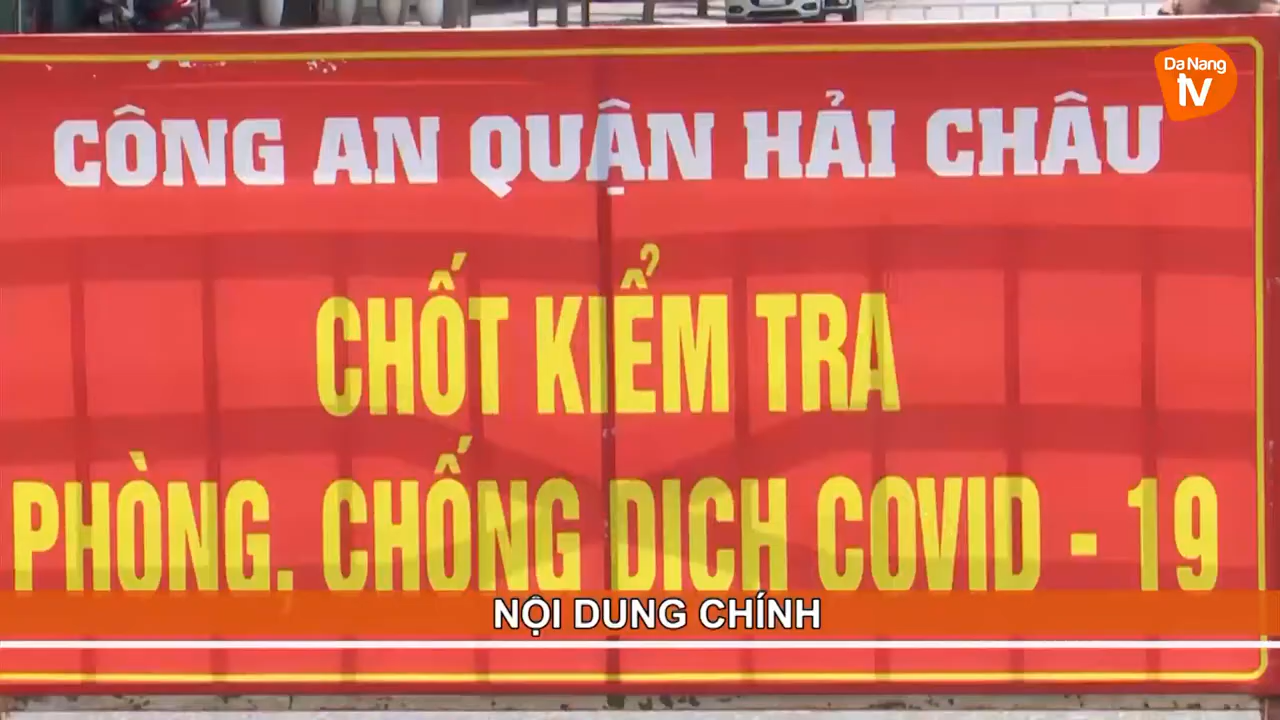 Da Nang
tv
CÔNG AN QUẬN HẢI CHÂU
CHỐT KIỂM TRA
PHÒNG, CHỐNG DỊCH COVID - 19
NỘI DUNG CHÍNH